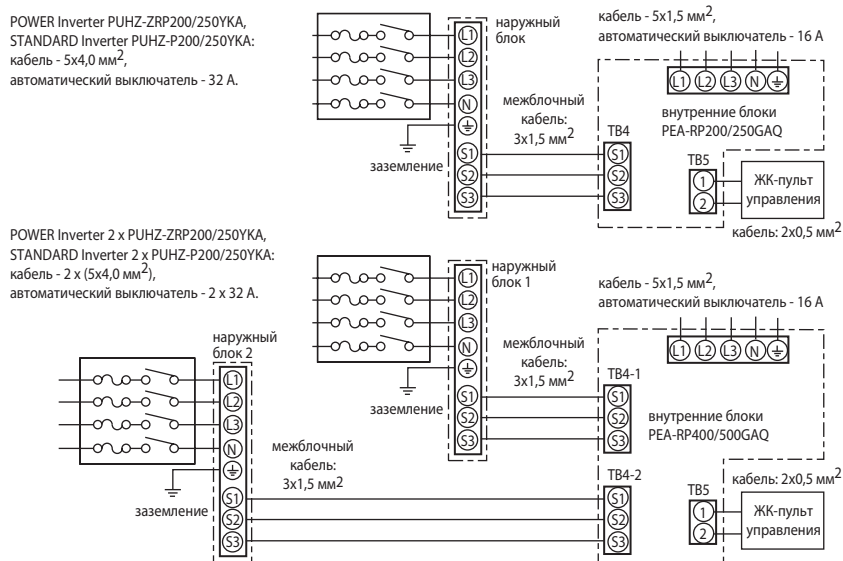 POWER Inverter PUHZ-ZRP200/250YKA,
STANDARD Inverter PUHZ-P200/250YKA:
кабель - 5x4,0 мм2,
автоматический выключатель - 32 А.
наружный
блок
L1
L2
L3
N
заземление
S1
S2
S3
межблочный
кабель:
3x1,5 мм2
кабель - 5x1,5 мм2,
автоматический выключатель - 16 А
L1 L2 L3 N
внутренние блоки
PEA-RP200/250GAQ
TB4
S1
S2
S3
TB5
1
2
ЖК-пульт
управления
кабель: 2x0,5 мм2
POWER Inverter 2 x PUHZ-ZRP200/250YKA,
STANDARD Inverter 2 x PUHZ-P200/250YKA:
кабель - 2 x (5x4,0 мм2),
автоматический выключатель - 2 x 32 А.
наружный
блок 1
L1
L2
L3
N
заземление
S1
S2
S3
межблочный
кабель:
3x1,5 мм2
кабель - 5x1,5 мм2,
автоматический выключатель - 16 А
L1 L2 L3 N
TB4-1
S1
S2
S3
внутренние блоки
PEA-RP400/500GAQ
наружный
блок 2
L1
L2
L3
N
заземление
S1
S2
S3
межблочный
кабель:
3x1,5 мм2
TB4-2
S1
S2
S3
TB5
1
2
кабель: 2x0,5 мм2
ЖК-пульт
управления